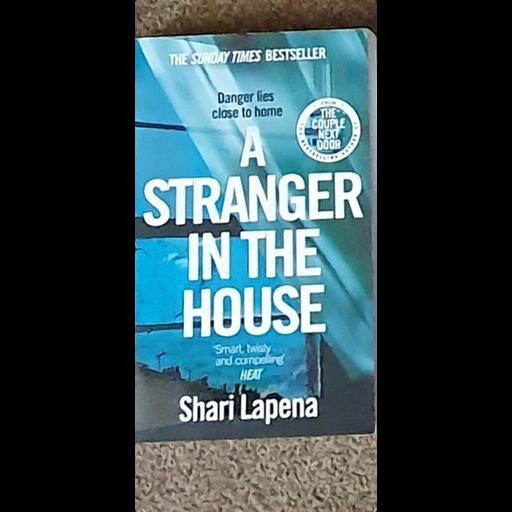 THE SUNDAY TIMES BESTSELLER
Danger lies
close to home
FROM
THE
COUPLE
NEXT
DOOR
A
STRANGER
IN THE
HOUSE
'Smart, twisty
and compelling'
HEAT
Shari Lapena